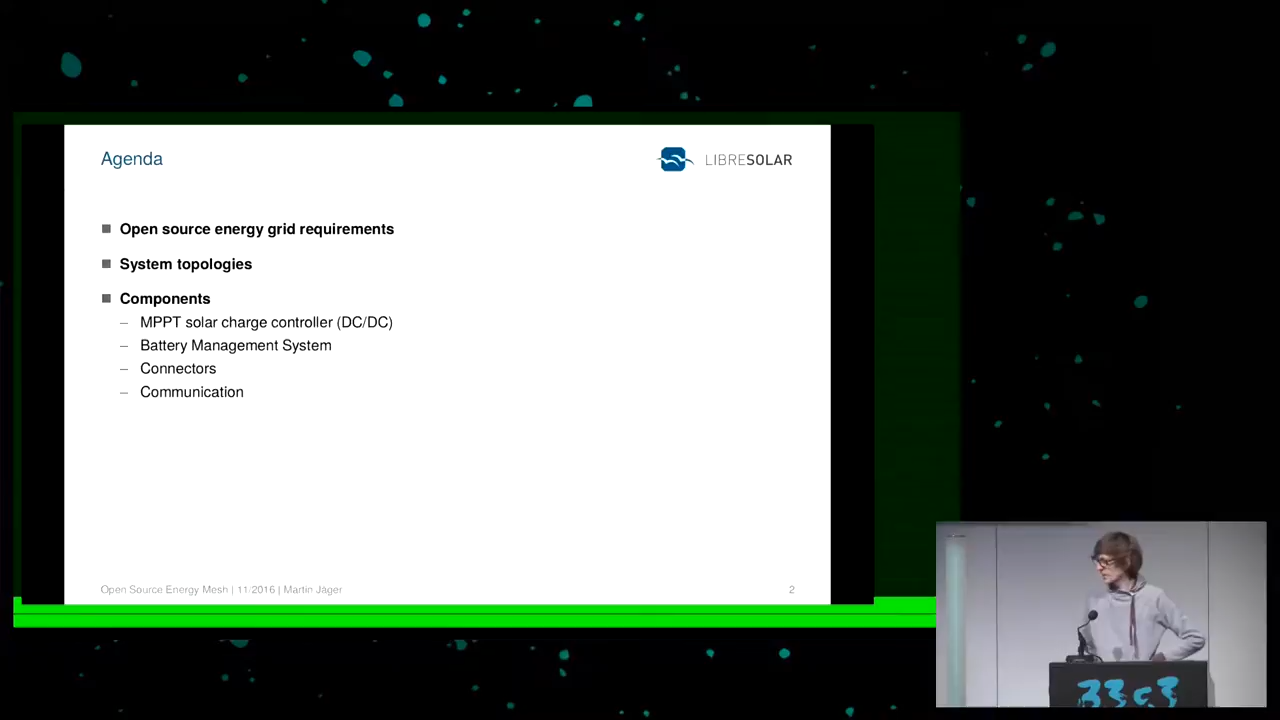 Agenda
LIBRESOLAR
Open source energy grid requirements
System topologies
Components
– MPPT solar charge controller (DC/DC)
– Battery Management System
– Connectors
– Communication
Open Source Energy Mesh | 11/2016 | Martin Jäger
2
33c3